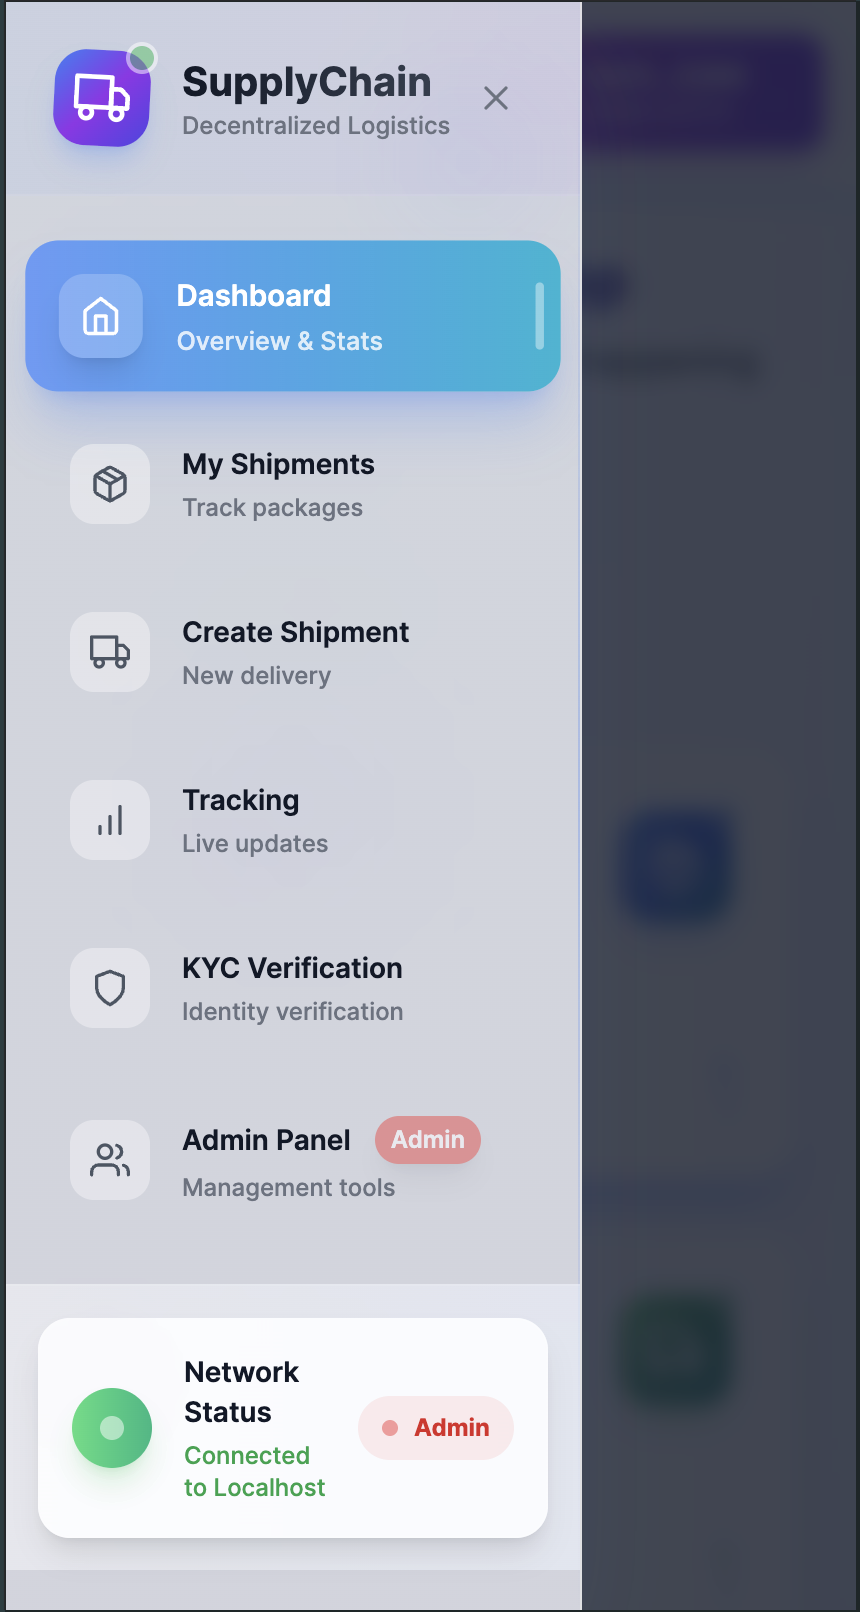 SupplyChain
Decentralized Logistics
Dashboard
Overview & Stats
My Shipments
Track packages
Create Shipment
New delivery
Tracking
Live updates
KYC Verification
Identity verification
Admin Panel Admin
Management tools
Network
Status
Connected
to Localhost
Admin